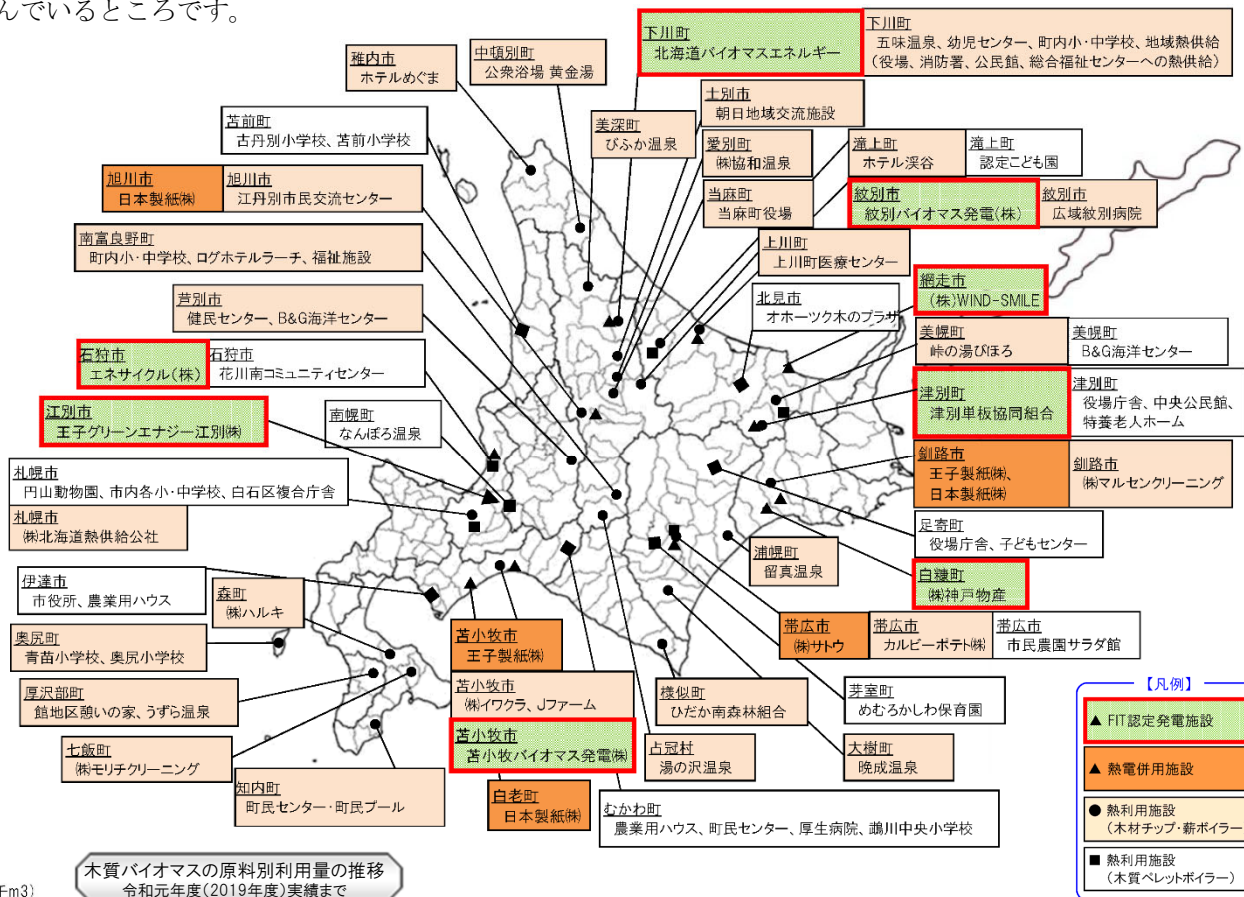 んでいるところです。
下川町
北海道バイオマスエネルギー
下川町
五味温泉、幼児センター、町内小・中学校、地域熱供給
(役場、消防署、公民館、総合福祉センターへの熱供給)
中頓別町
公衆浴場 黄金湯
稚内市
ホテルめぐま
士別市
朝日地域交流施設
苫前町
古丹別小学校、苫前小学校
美深町
びふか温泉
愛別町
㈱協和温泉
滝上町
ホテル渓谷
滝上町
認定こども園
旭川市
日本製紙㈱
旭川市
江丹別市民交流センター
当麻町
当麻町役場
紋別市
紋別バイオマス発電(株)
紋別市
広域紋別病院
南富良野町
町内小・中学校、ログホテルラーチ、福祉施設
上川町
上川町医療センター
網走市
(株)WIND-SMILE
芦別市
健民センター、B&G海洋センター
北見市
オホーツク木のプラザ
美幌町
峠の湯びほろ
美幌町
B&G海洋センター
石狩市
エネサイクル(株)
石狩市
花川南コミュニティセンター
津別町
津別単板協同組合
津別町
役場庁舎、中央公民館、
特養老人ホーム
江別市
王子グリーンエナジー江別㈱
南幌町
なんぽろ温泉
釧路市
王子製紙㈱、
日本製紙㈱
釧路市
㈱マルセンクリーニング
札幌市
円山動物園、市内各小・中学校、白石区複合庁舎
札幌市
㈱北海道熱供給公社
足寄町
役場庁舎、子どもセンター
浦幌町
留真温泉
白糠町
㈱神戸物産
伊達市
市役所、農業用ハウス
森町
㈱ハルキ
奥尻町
青苗小学校、奥尻小学校
苫小牧市
王子製紙㈱
帯広市
㈱サトウ
帯広市
カルビーポテト㈱
帯広市
市民農園サラダ館
厚沢部町
館地区憩いの家、うずら温泉
苫小牧市
㈱イワクラ、Jファーム
様似町
ひだか南森林組合
芽室町
めむろかしわ保育園
七飯町
㈱モリチクリーニング
苫小牧市
苫小牧バイオマス発電㈱
占冠村
湯の沢温泉
大樹町
晩成温泉
知内町
町民センター・町民プール
白老町
日本製紙㈱
むかわ町
農業用ハウス、町民センター、厚生病院、鵡川中央小学校
【凡例】
▲ FIT認定発電施設
▲ 熱電併用施設
● 熱利用施設
(木材チップ・薪ボイラー)
■ 熱利用施設
(木質ペレットボイラー)
木質バイオマスの原料別利用量の推移
令和元年度(2019年度)実績まで
千m3)